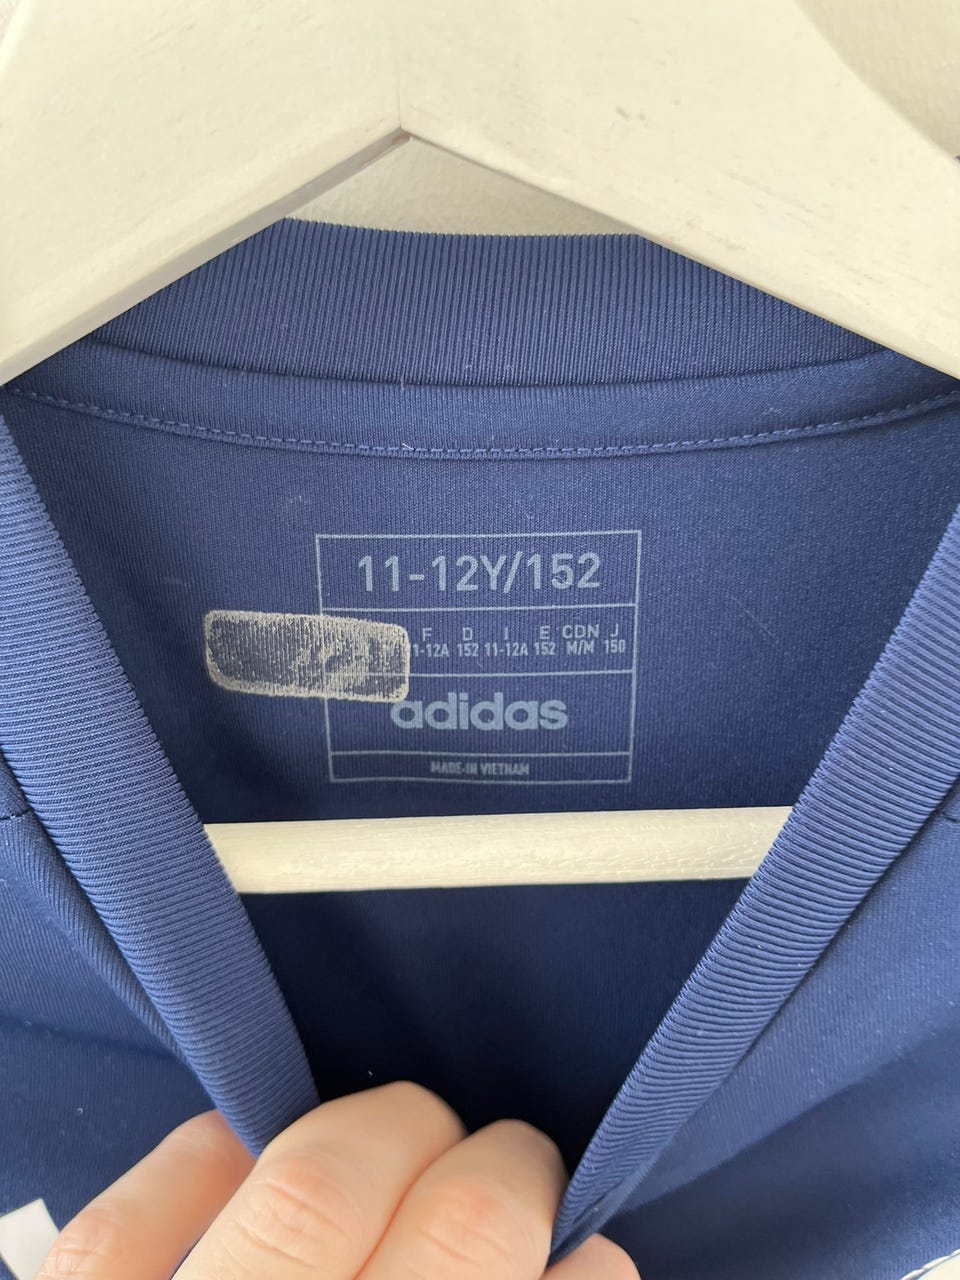 11-12Y/152
F D I E CDN J
11-12A 152 11-12A 152 M/M 150
adidas
MADE IN VIETNAM